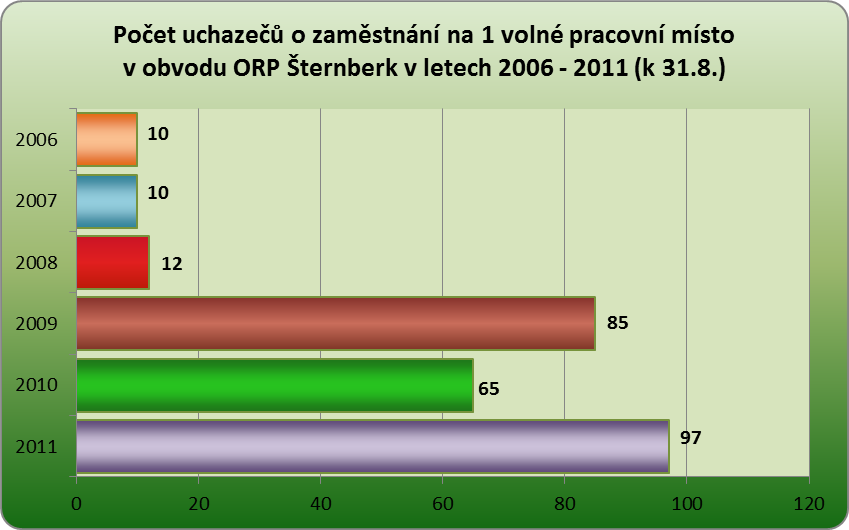 Počet uchazečů o zaměstnání na 1 volné pracovní místo
v obvodu ORP Šternberk v letech 2006 - 2011 (k 31.8.)
2006 10
2007 10
2008 12
2009 85
2010 65
2011 97
0 20 40 60 80 100 120